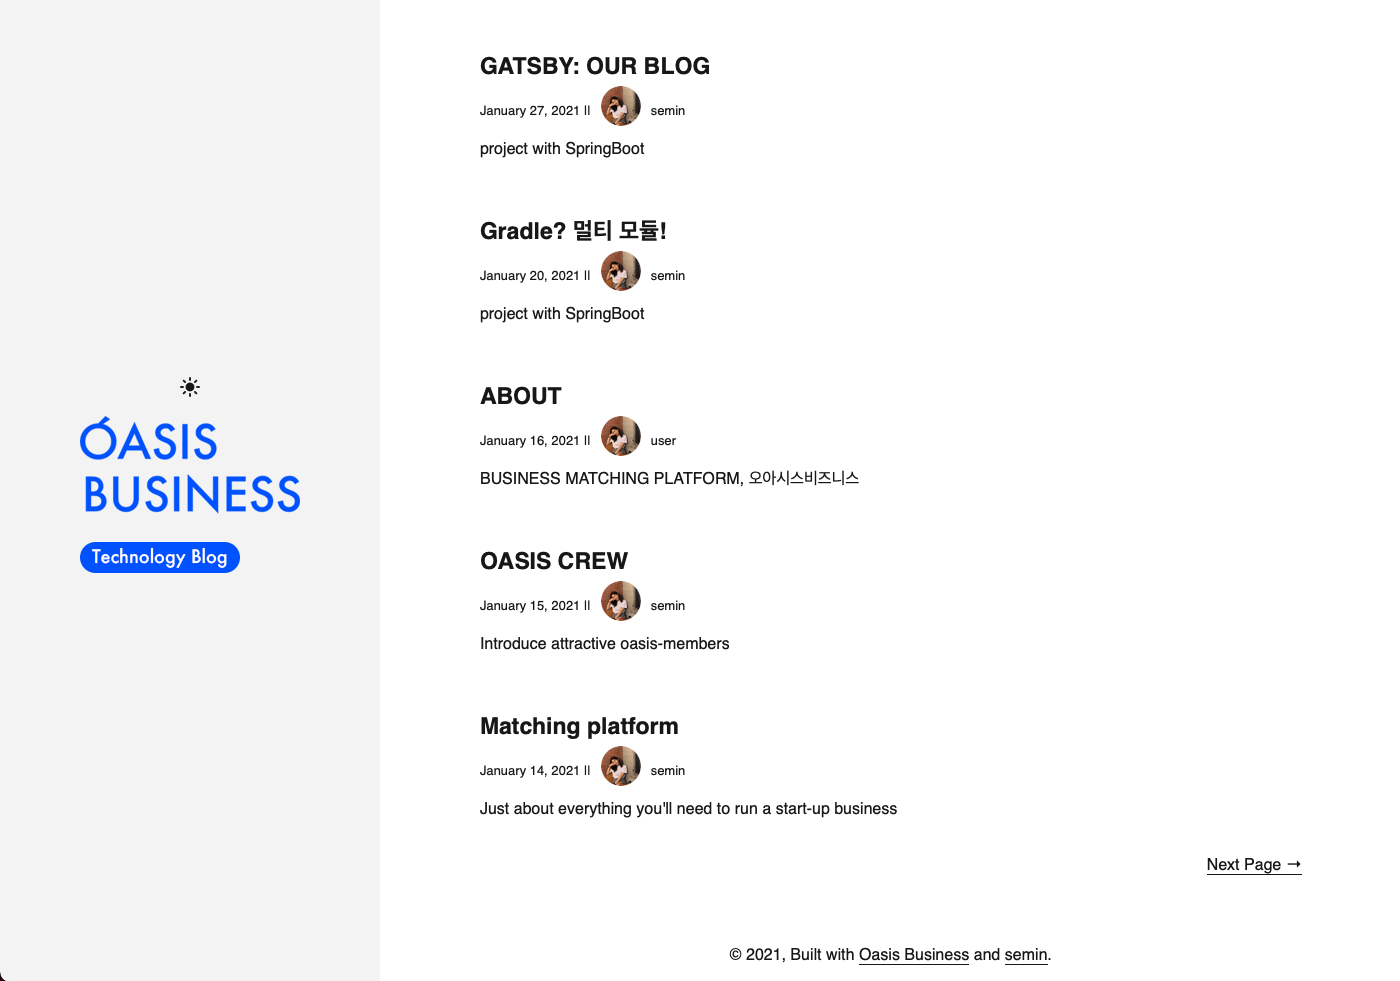 ÓASIS
BUSINESS
Technology Blog
GATSBY: OUR BLOG
January 27, 2021 ll semin
project with SpringBoot
Gradle? 멀티 모듈!
January 20, 2021 ll semin
project with SpringBoot
ABOUT
January 16, 2021 ll user
BUSINESS MATCHING PLATFORM, 오아시스비즈니스
OASIS CREW
January 15, 2021 ll semin
Introduce attractive oasis-members
Matching platform
January 14, 2021 ll semin
Just about everything you'll need to run a start-up business
Next Page →
© 2021, Built with Oasis Business and semin.